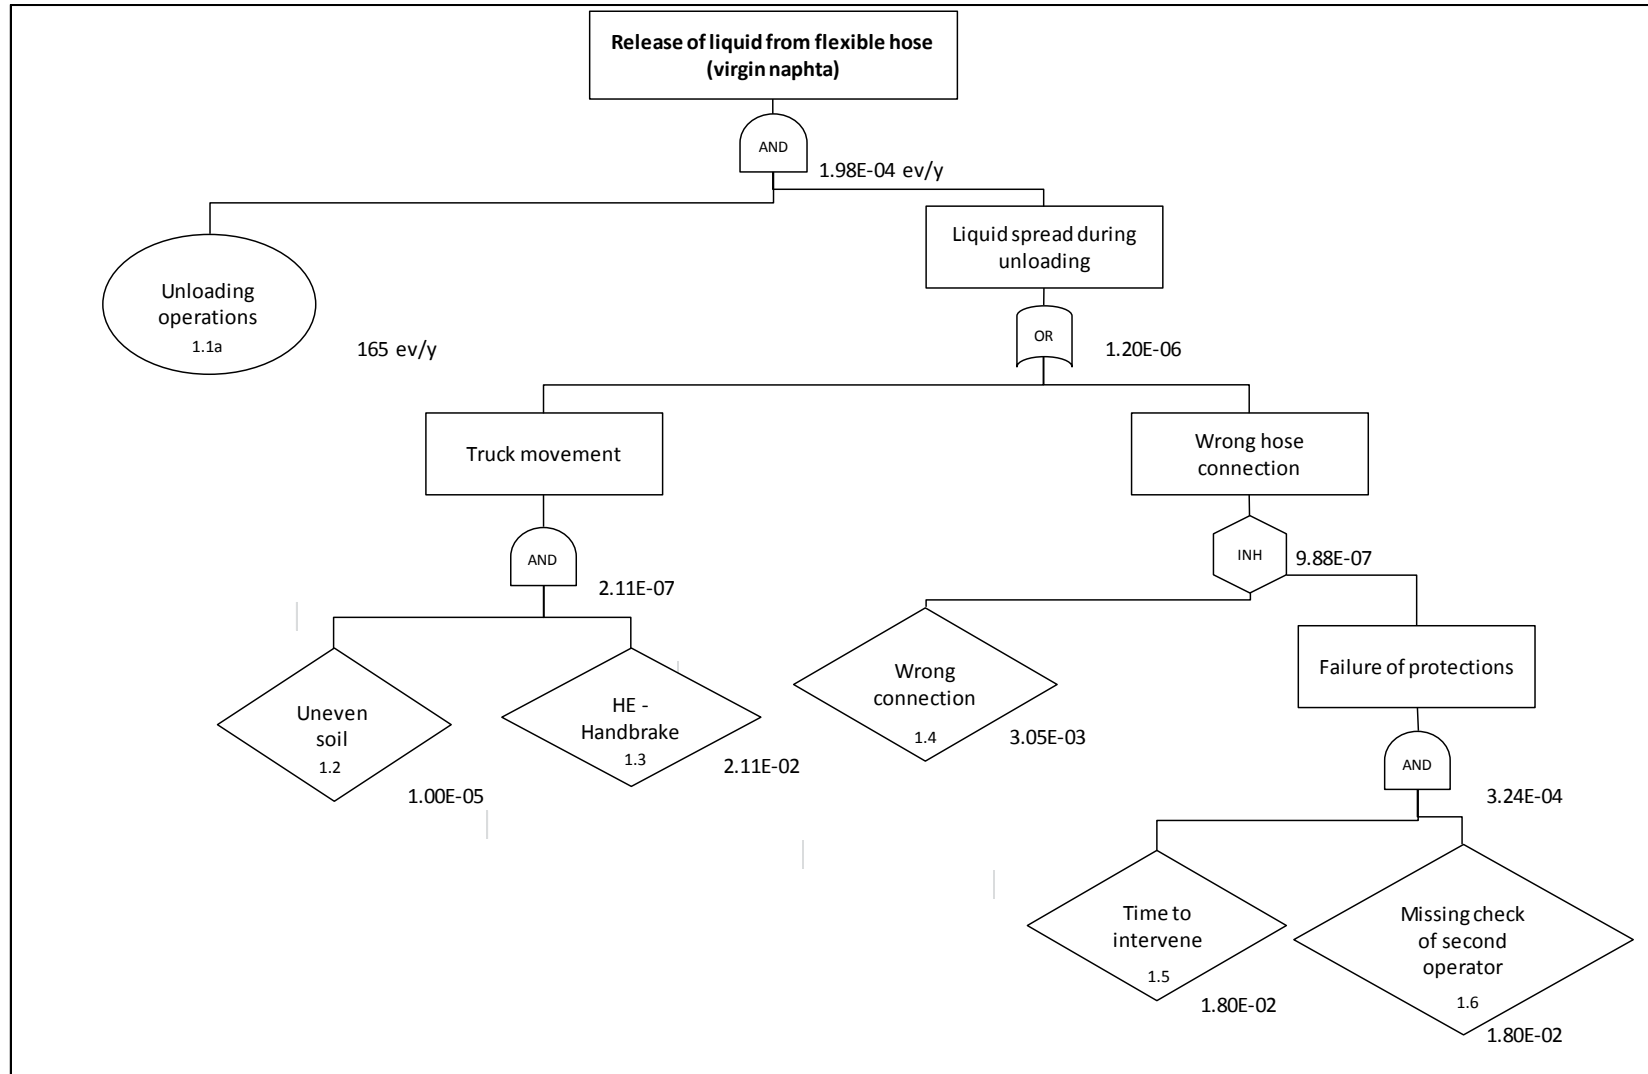 Release of liquid from flexible hose
(virgin naphta)
AND
1.98E-04 ev/y
Liquid spread during
unloading
Unloading
operations
1.1a
165 ev/y
OR
1.20E-06
Truck movement
Wrong hose
connection
AND
2.11E-07
INH
9.88E-07
Uneven
soil
1.2
1.00E-05
HE -
Handbrake
1.3
2.11E-02
Wrong
connection
1.4
3.05E-03
Failure of protections
AND
3.24E-04
Time to
intervene
1.5
1.80E-02
Missing check
of second
operator
1.6
1.80E-02